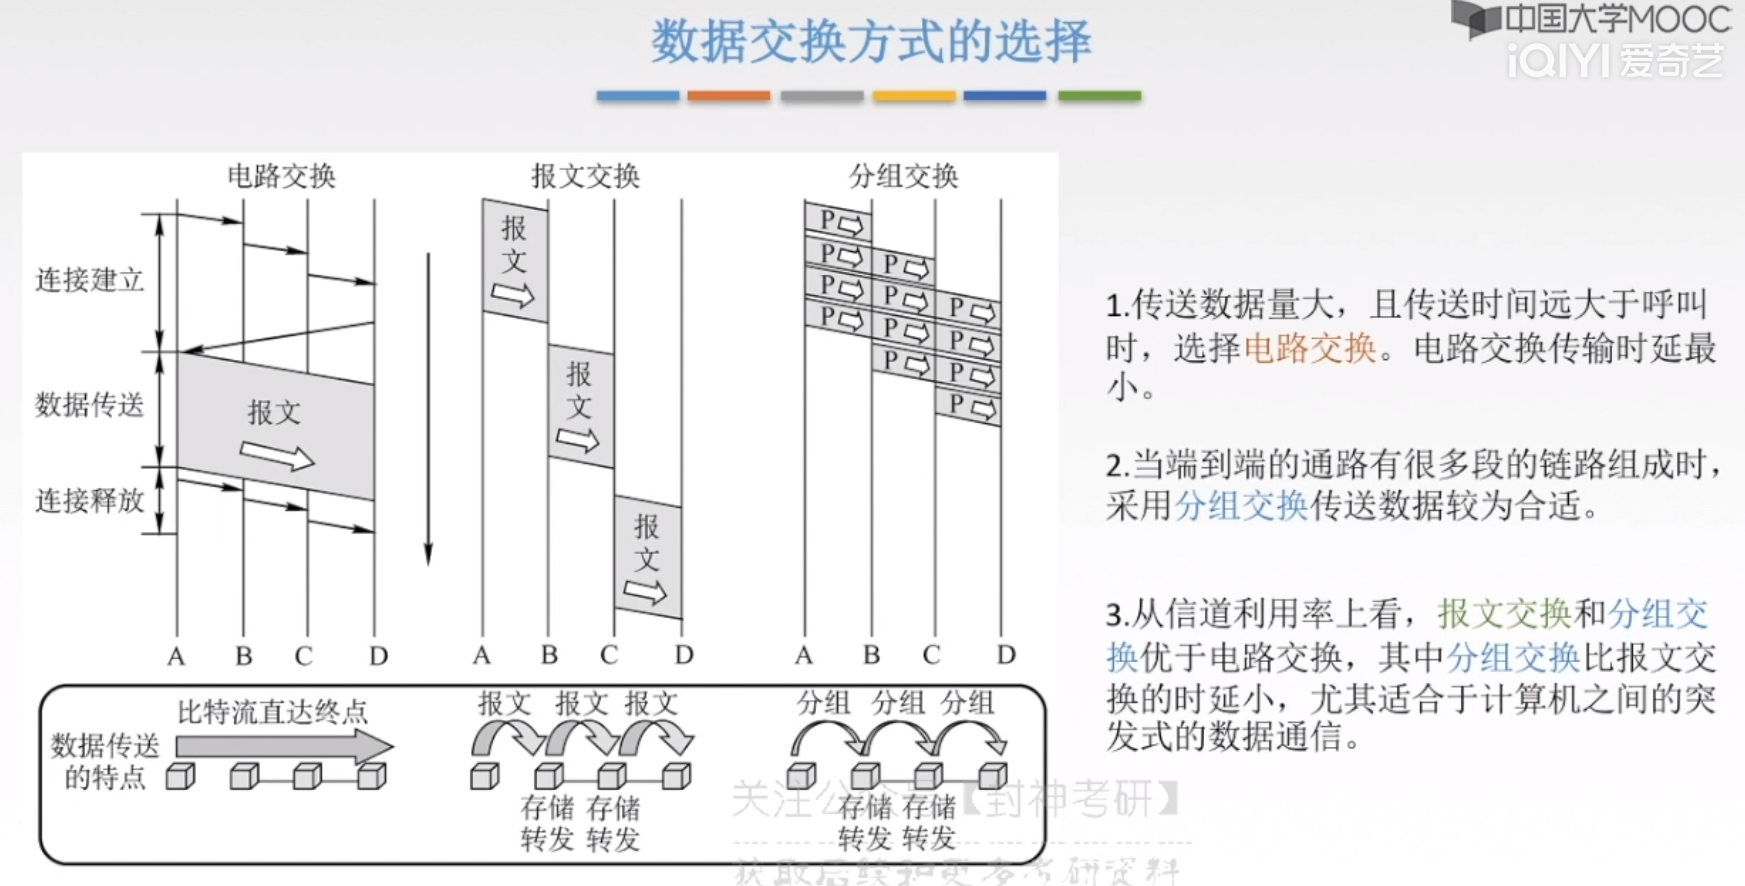 中国大学MOOC
iQIYI 爱奇艺
数据交换方式的选择
电路交换
报文交换
分组交换
连接建立
数据传送
连接释放
报文
A B C D
报
文
报
文
报
文
A B C D
P
P P
P P P
P P P
P P
P
A B C D
数据传送
的特点
比特流直达终点
报文 报文 报文
存储 存储
转发 转发
分组 分组 分组
存储 存储
转发 转发
1.传送数据量大，且传送时间远大于呼叫
时，选择电路交换。电路交换传输时延最
小。
2.当端到端的通路有很多段的链路组成时，
采用分组交换传送数据较为合适。
3.从信道利用率上看，报文交换和分组交
换优于电路交换，其中分组交换比报文交
换的时延小，尤其适合于计算机之间的突
发式的数据通信。
关注公众号【封神考研】
获取后续和更多考研资料